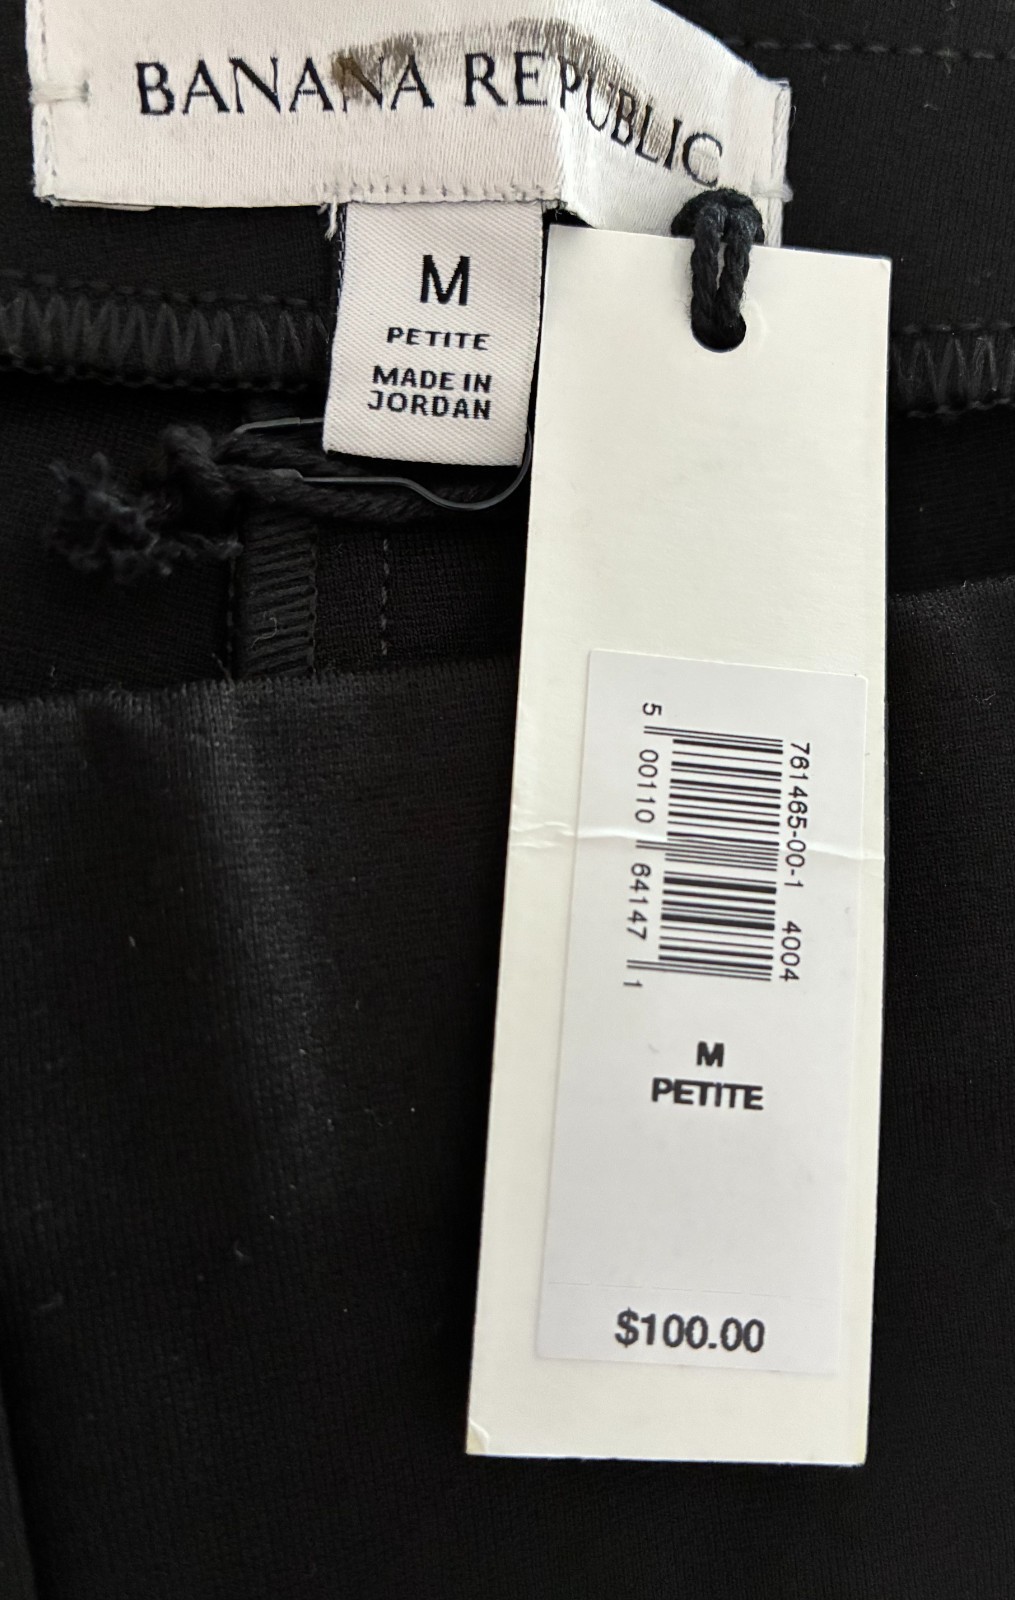 BANANA REPUBLIC
M
PETITE
MADE IN
JORDAN
761465-00-1 4004
5 00110 64147 1
M
PETITE
$100.00